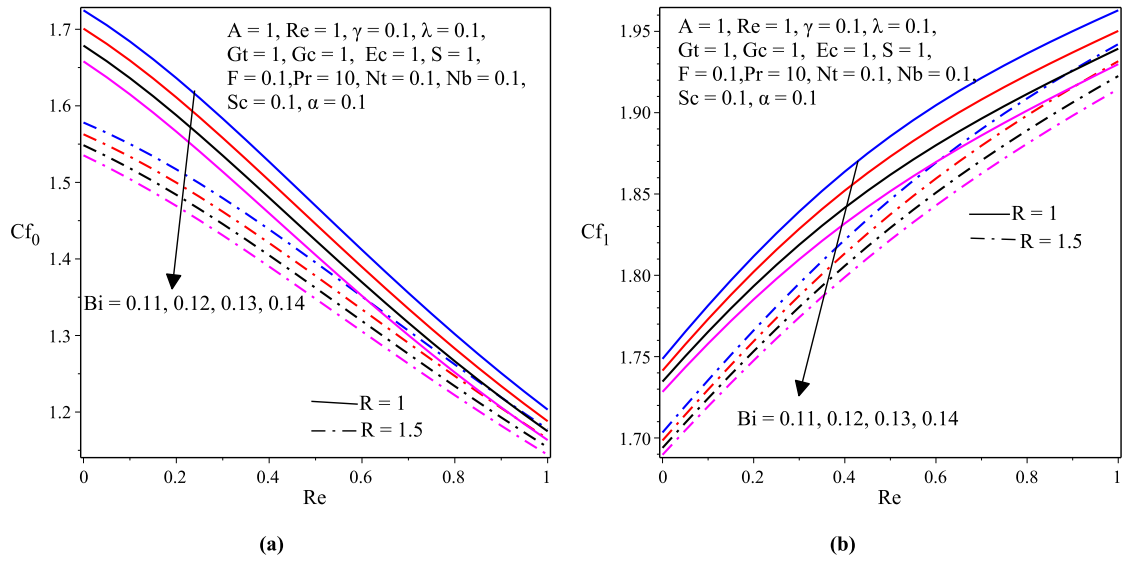 A = 1, Re = 1, γ = 0.1, λ = 0.1,
Gt = 1, Gc = 1, Ec = 1, S = 1,
F = 0.1,Pr = 10, Nt = 0.1, Nb = 0.1,
Sc = 0.1, α = 0.1
1.7
1.6
1.5
1.4
1.3
1.2
Cf0
Bi = 0.11, 0.12, 0.13, 0.14
R = 1
R = 1.5
0
0.2
0.4
0.6
0.8
1
Re
(a)
A = 1, Re = 1, γ = 0.1, λ = 0.1,
Gt = 1, Gc = 1, Ec = 1, S = 1,
F = 0.1,Pr = 10, Nt = 0.1, Nb = 0.1,
Sc = 0.1, α = 0.1
1.95
1.90
1.85
1.80
1.75
1.70
Cf1
R = 1
R = 1.5
Bi = 0.11, 0.12, 0.13, 0.14
0
0.2
0.4
0.6
0.8
1
Re
(b)